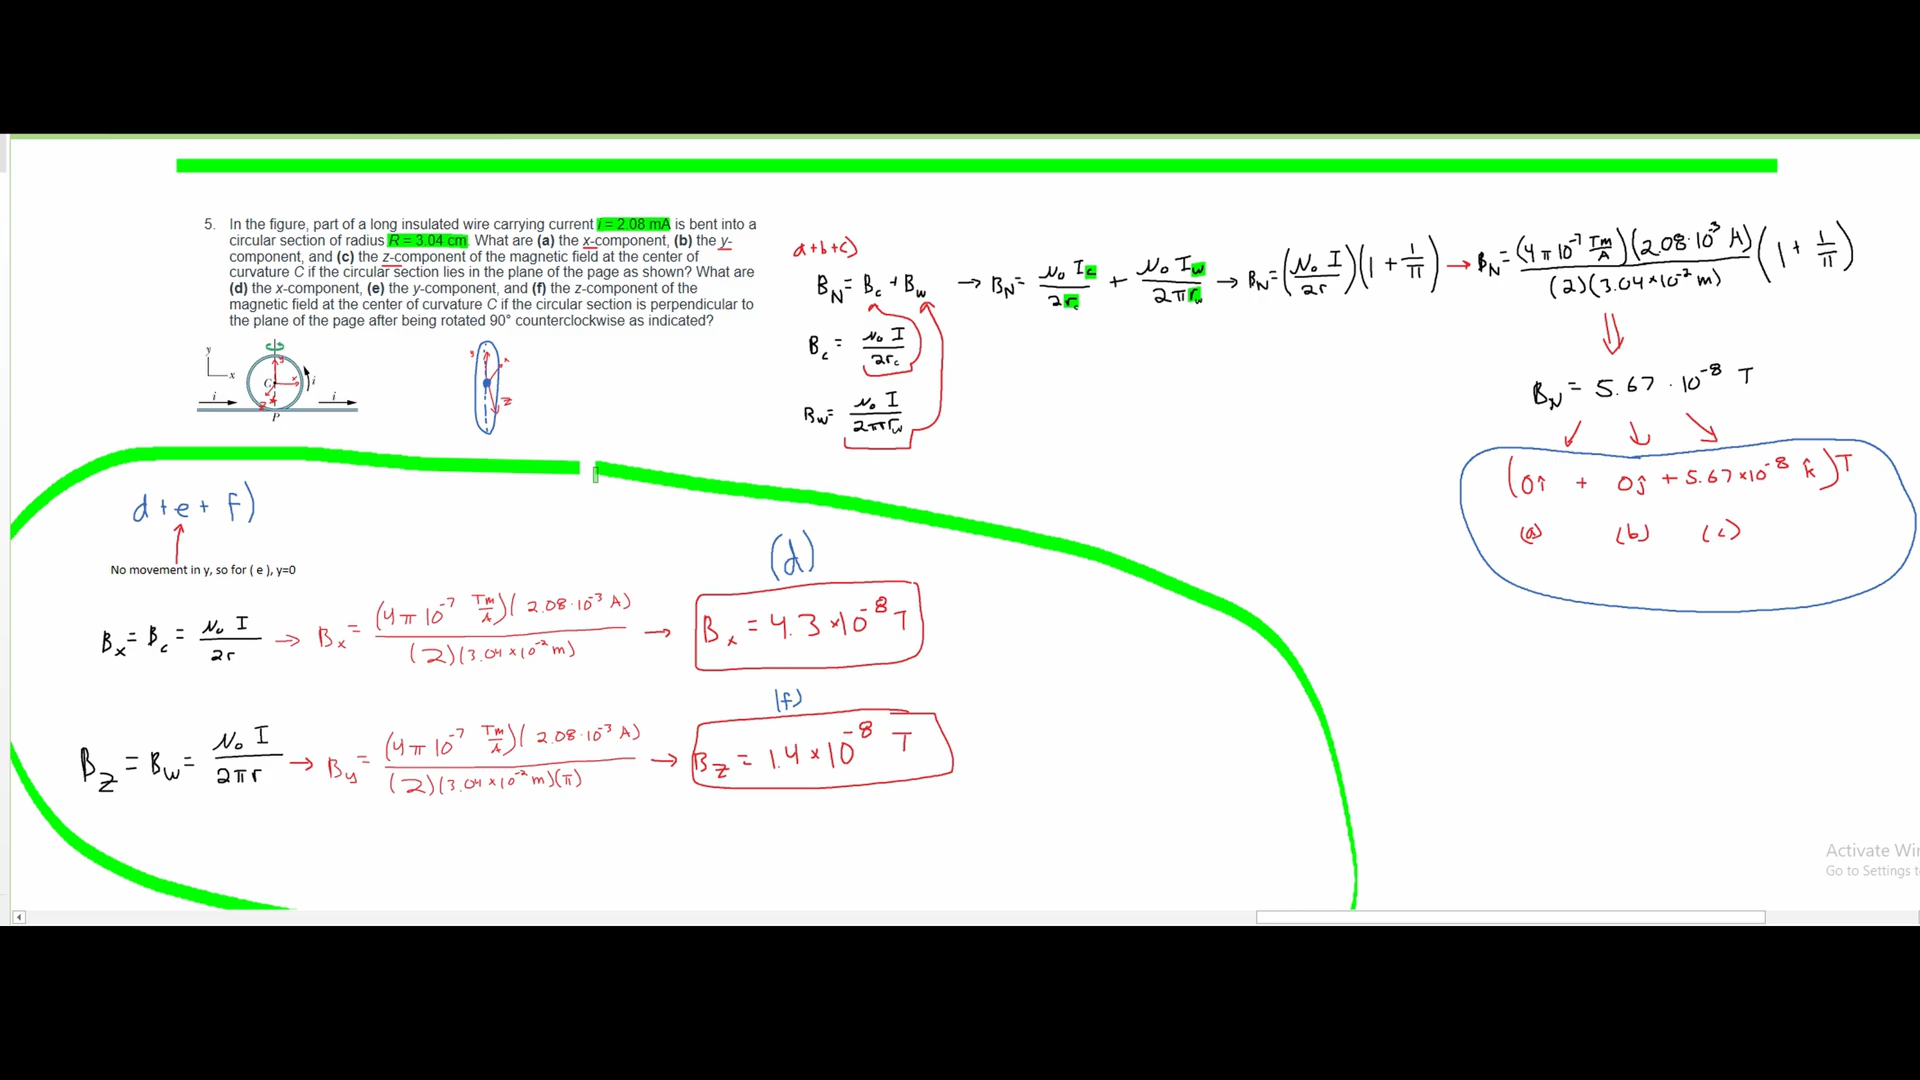 5. In the figure, part of a long insulated wire carrying current i = 2.08 mA is bent into a
circular section of radius R = 3.04 cm. What are (a) the x-component, (b) the y-
component, and (c) the z-component of the magnetic field at the center of
curvature C if the circular section lies in the plane of the page as shown? What are
(d) the x-component, (e) the y-component, and (f) the z-component of the
magnetic field at the center of curvature C if the circular section is perpendicular to
the plane of the page after being rotated 90° counterclockwise as indicated?
y
x
i
C
y
x
z
i
i
P
y
x
z
a+b+c)
B_N = B_c + B_w → B_N = μ₀ I_c / 2r_c + μ₀ I_w / 2πr_w → B_N = (μ₀ I / 2r)(1 + 1/π) → B_N = (4π10⁻⁷ Tm/A)(2.08·10⁻³ A) / (2)(3.04×10⁻² m) (1 + 1/π)
B_c = μ₀ I / 2r_c
B_w = μ₀ I / 2πr_w
B_N = 5.67 · 10⁻⁸ T
(0î + 0ĵ + 5.67×10⁻⁸ k̂) T
(a) (b) (c)
d+e+ f)
No movement in y, so for ( e ), y=0
(d)
B_x = B_c = μ₀ I / 2r → B_x = (4π10⁻⁷ Tm/A)(2.08·10⁻³ A) / (2)(3.04×10⁻² m) → B_x = 4.3×10⁻⁸ T
(f)
B_z = B_w = μ₀ I / 2πr → B_y = (4π10⁻⁷ Tm/A)(2.08·10⁻³ A) / (2)(3.04×10⁻² m)(π) → B_z = 1.4×10⁻⁸ T
Activate Wi
Go to Settings t